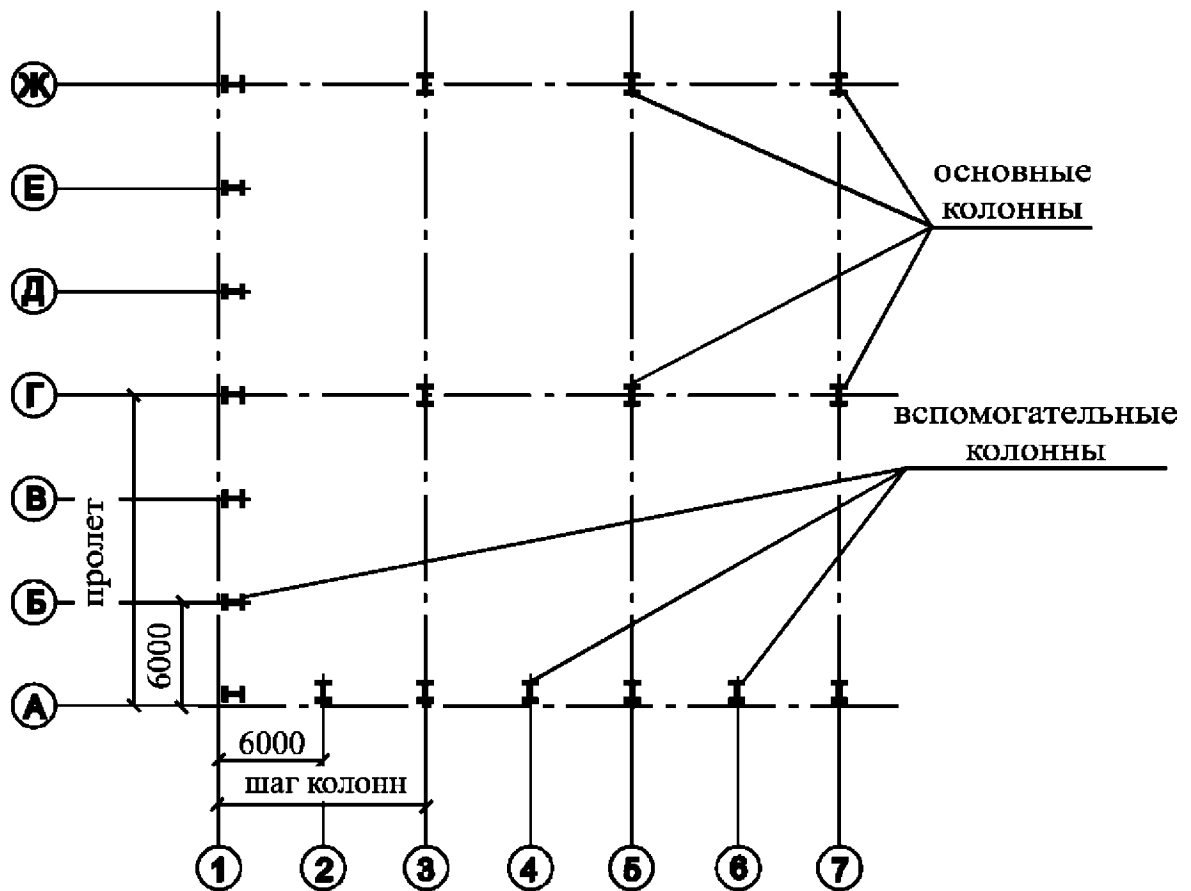 Ж
основные
колонны
Е
Д
Г
вспомогательные
колонны
В
пролет
Б
6000
А
6000
шаг колонн
1 2 3 4 5 6 7